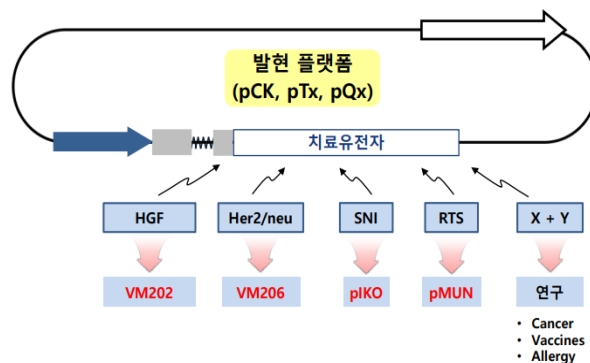 발현 플랫폼
(pCK, pTx, pQx)
치료유전자
HGF
Her2/neu
SNI
RTS
X + Y
VM202
VM206
pIKO
pMUN
연구
• Cancer
• Vaccines
• Allergy